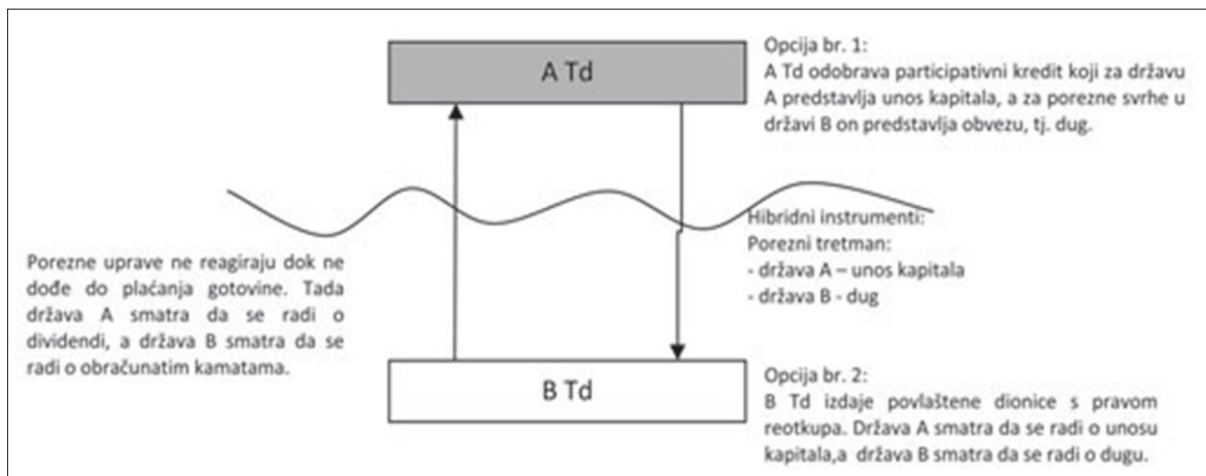 A Td
Opcija br. 1:
A Td odobrava participativni kredit koji za državu
A predstavlja unos kapitala, a za porezne svrhe u
državi B on predstavlja obvezu, tj. dug.
Hibridni instrumenti:
Porezni tretman:
- država A – unos kapitala
- država B - dug
Porezne uprave ne reagiraju dok ne
dođe do plaćanja gotovine. Tada
država A smatra da se radi o
dividendi, a država B smatra da se
radi o obračunatim kamatama.
B Td
Opcija br. 2:
B Td izdaje povlaštene dionice s pravom
reotkupa. Država A smatra da se radi o unosu
kapitala,a država B smatra da se radi o dugu.